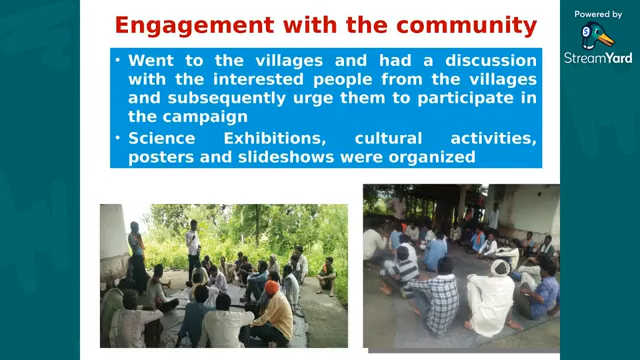 Engagement with the community
Powered by
StreamYard
• Went to the villages and had a discussion
with the interested people from the villages
and subsequently urge them to participate in
the campaign
• Science Exhibitions, cultural activities,
posters and slideshows were organized